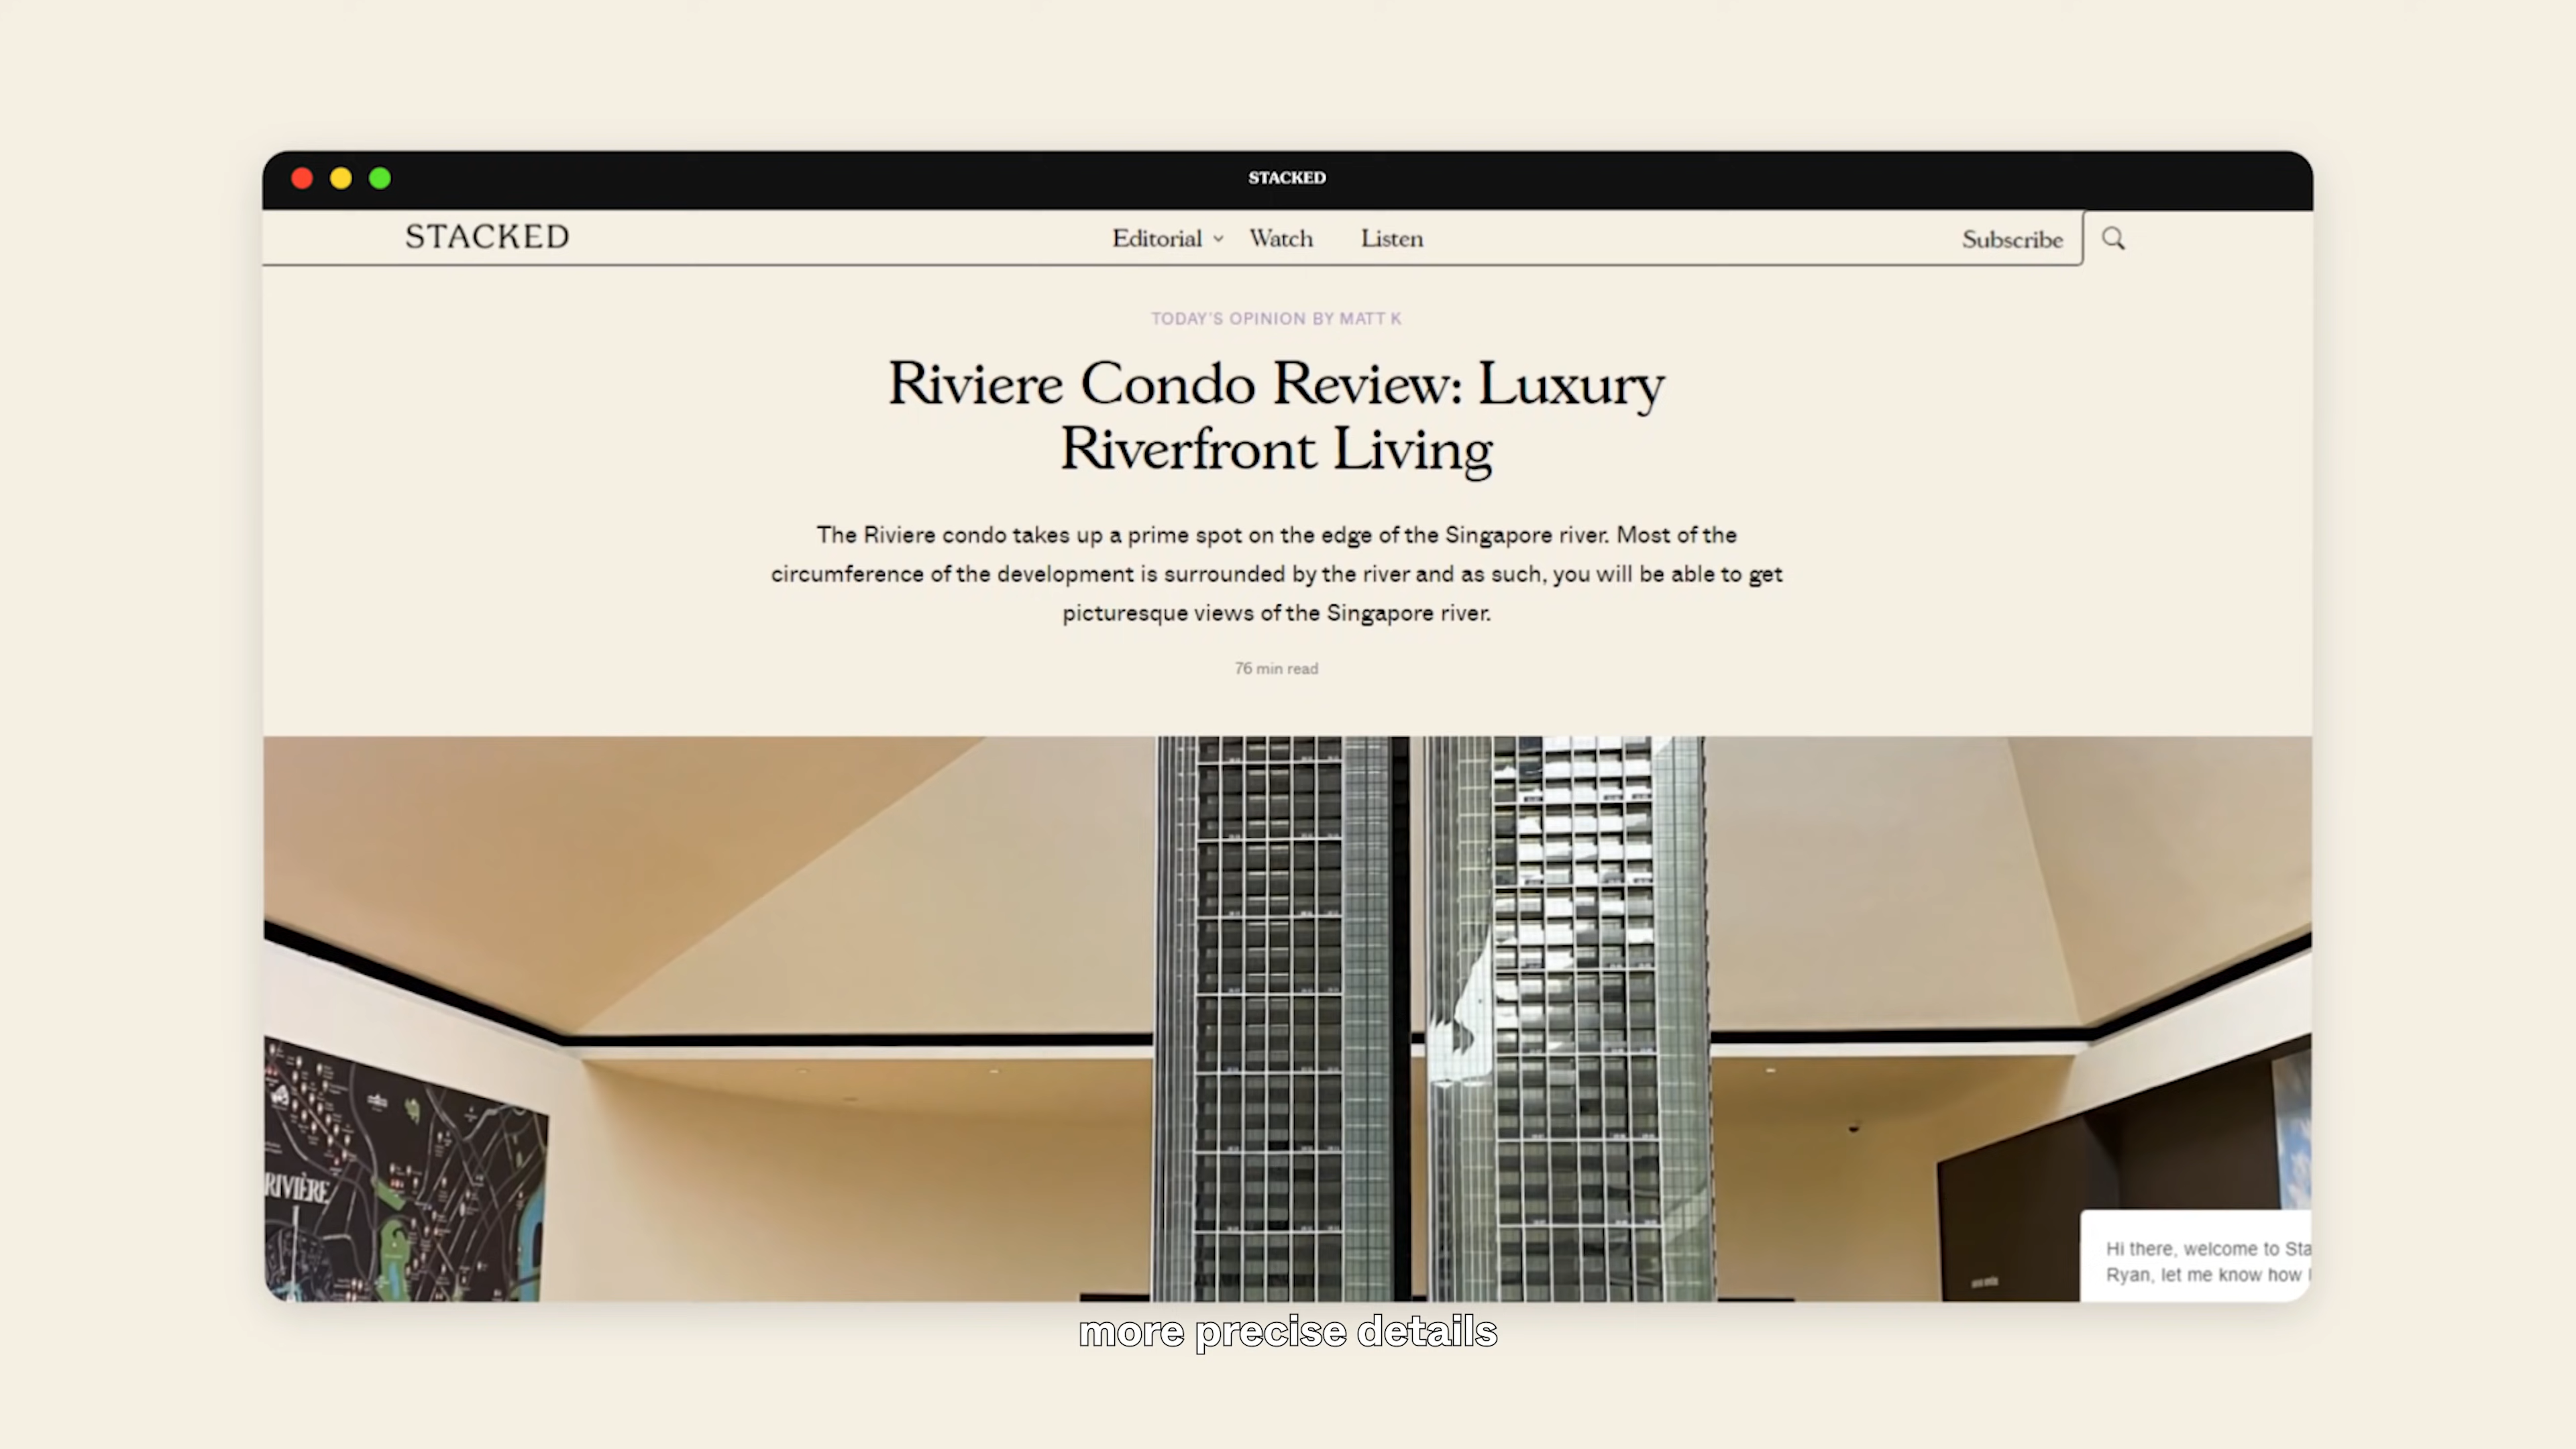 STACKED
STACKED
Editorial
Watch
Listen
Subscribe
TODAY'S OPINION BY MATT K
Riviere Condo Review: Luxury
Riverfront Living
The Riviere condo takes up a prime spot on the edge of the Singapore river. Most of the
circumference of the development is surrounded by the river and as such, you will be able to get
picturesque views of the Singapore river.
76 min read
RIVIÈRE
Hi there, welcome to Sta
Ryan, let me know how
more precise details